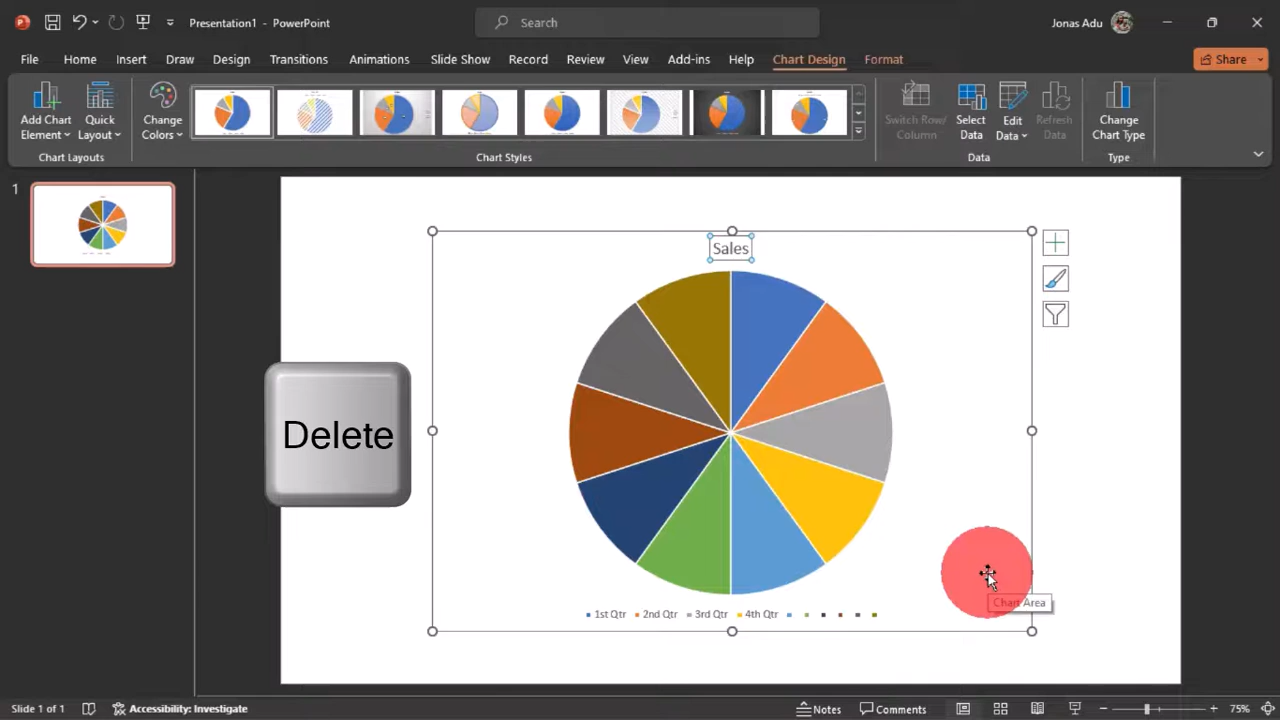 Presentation1 - PowerPoint
Search
Jonas Adu
File Home Insert Draw Design Transitions Animations Slide Show Record Review View Add-ins Help Chart Design Format
Share
Add Chart
Element
Quick
Layout
Chart Layouts
Change
Colors
Chart Styles
Switch Row/
Column
Select
Data
Edit
Data
Refresh
Data
Data
Change
Chart Type
Type
1
Sales
Delete
Chart Area
1st Qtr 2nd Qtr 3rd Qtr 4th Qtr
Slide 1 of 1
Accessibility: Investigate
Notes
Comments
75%